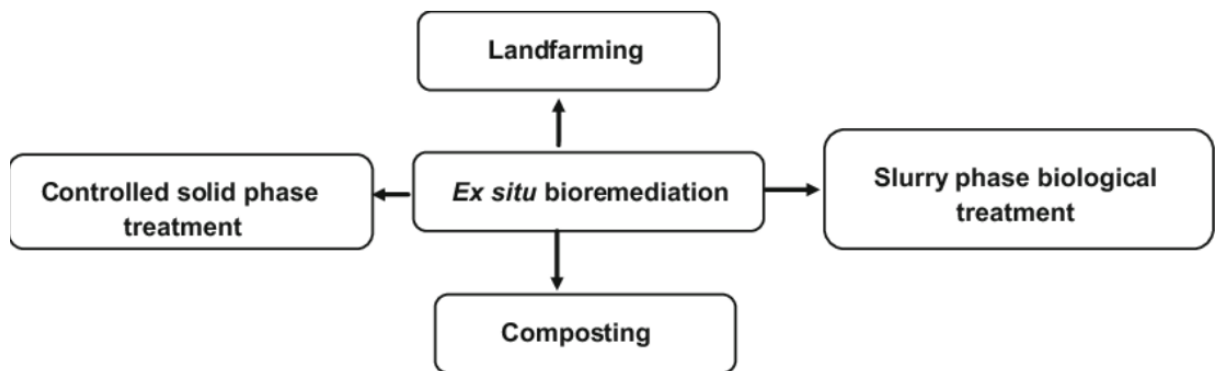 Landfarming
Controlled solid phase
treatment
Ex situ bioremediation
Slurry phase biological
treatment
Composting